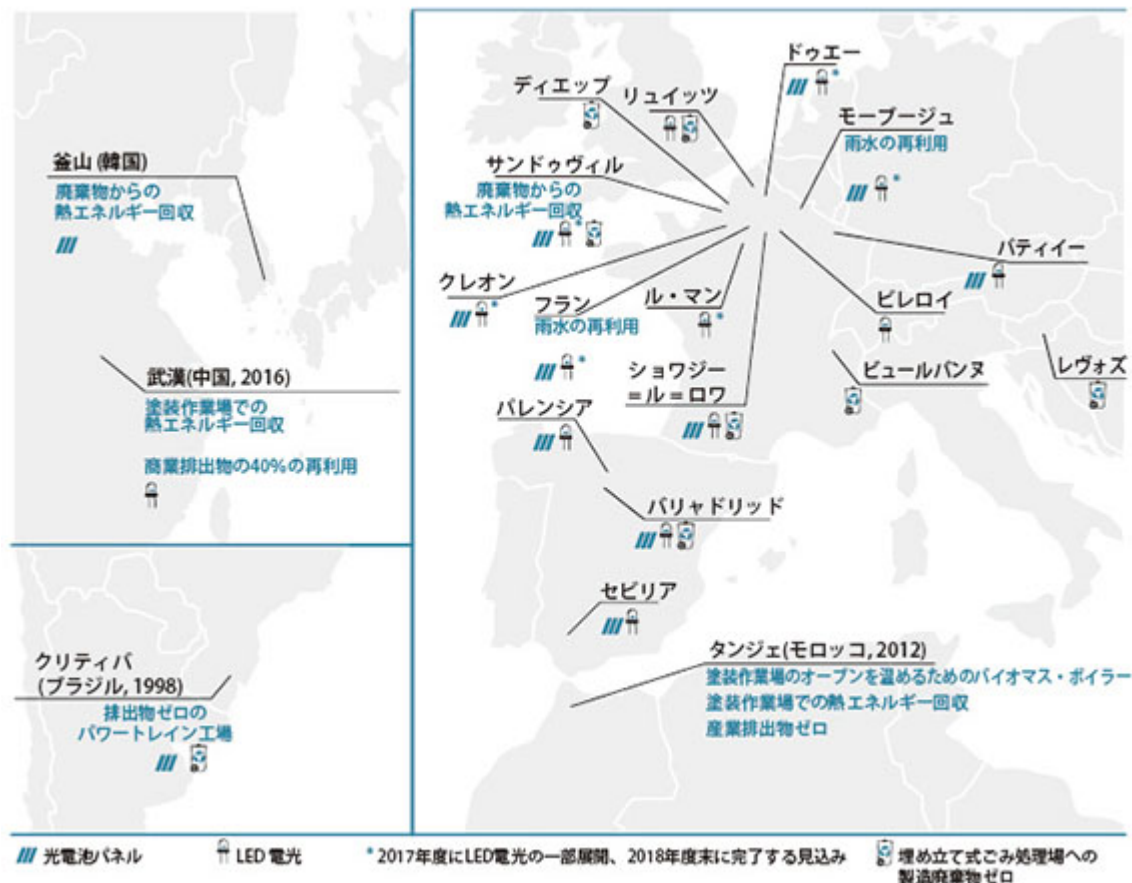 釜山 (韓国)
廃棄物からの
熱エネルギー回収
武漢(中国, 2016)
塗装作業場での
熱エネルギー回収
商業排出物の40%の再利用
クリティバ
(ブラジル, 1998)
排出物ゼロの
パワートレイン工場
ドゥエー
*
ディエップ
リュイッツ
モーブージュ
雨水の再利用
*
サンドゥヴィル
廃棄物からの
熱エネルギー回収
*
バティイー
クレオン
*
フラン
雨水の再利用
*
ル・マン
*
ビレロイ
ショワジー
=ル=ロワ
ビュールバンヌ
レヴォズ
バレンシア
バリャドリッド
セビリア
タンジェ(モロッコ, 2012)
塗装作業場のオーブンを温めるためのバイオマス・ボイラー
塗装作業場での熱エネルギー回収
産業排出物ゼロ
光電池パネル
LED電光
*2017年度にLED電光の一部展開、2018年度末に完了する見込み
埋め立て式ごみ処理場への
製造廃棄物ゼロ